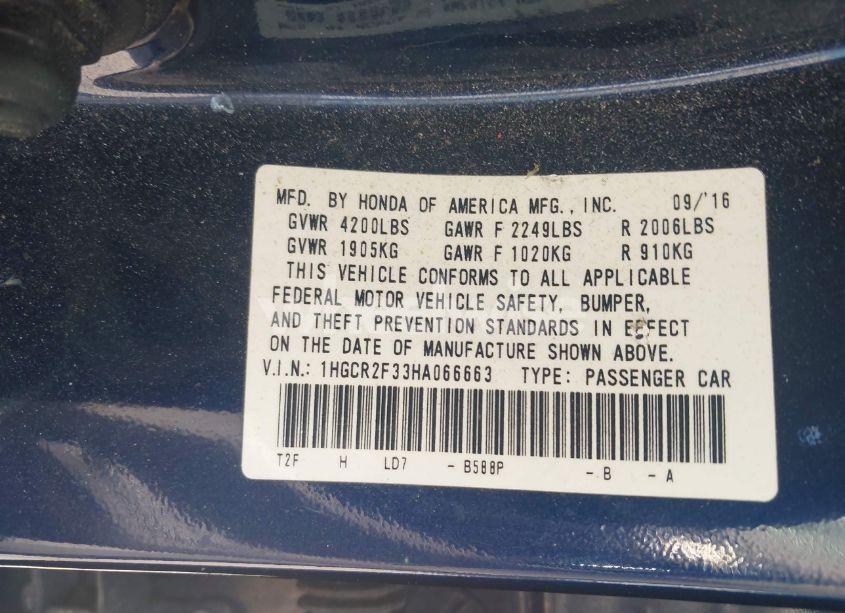 MFD. BY HONDA OF AMERICA MFG., INC. 09/'16
GVWR 4200LBS GAWR F 2249LBS R 2006LBS
GVWR 1905KG GAWR F 1020KG R 910KG
THIS VEHICLE CONFORMS TO ALL APPLICABLE
FEDERAL MOTOR VEHICLE SAFETY, BUMPER,
AND THEFT PREVENTION STANDARDS IN EFFECT
ON THE DATE OF MANUFACTURE SHOWN ABOVE.
V.I.N.: 1HGCR2F33HA066663 TYPE: PASSENGER CAR
T2F H LD7 - B588P - B - A